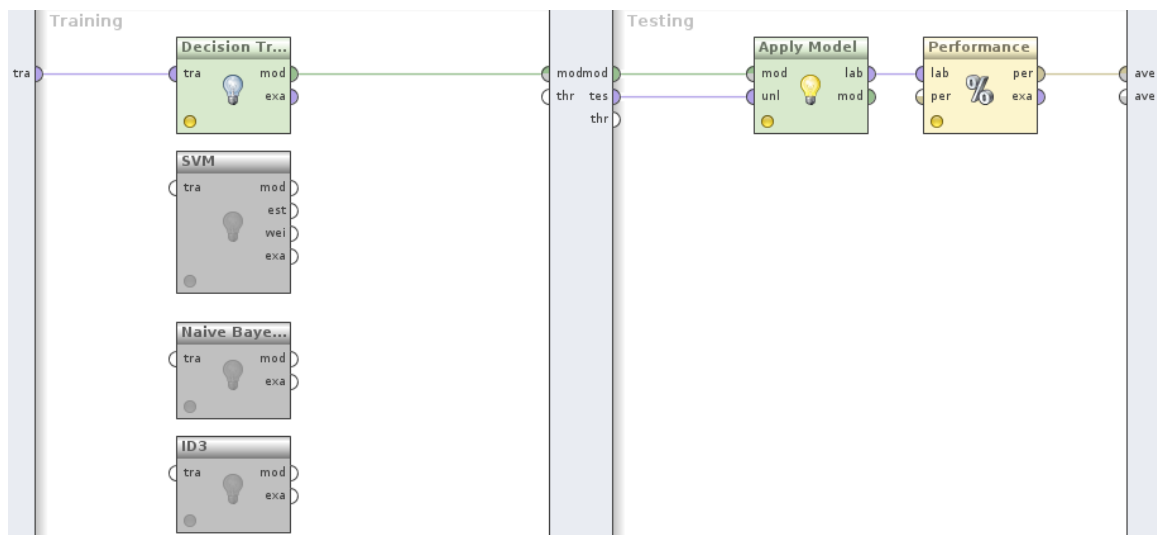 Training
Testing
Decision Tr...
Apply Model
Performance
tra
tra
mod
modmod
mod
lab
lab
per
ave
exa
thr
tes
unl
mod
per
%
exa
ave
thr
SVM
tra
mod
est
wei
exa
Naive Baye...
tra
mod
exa
ID3
tra
mod
exa